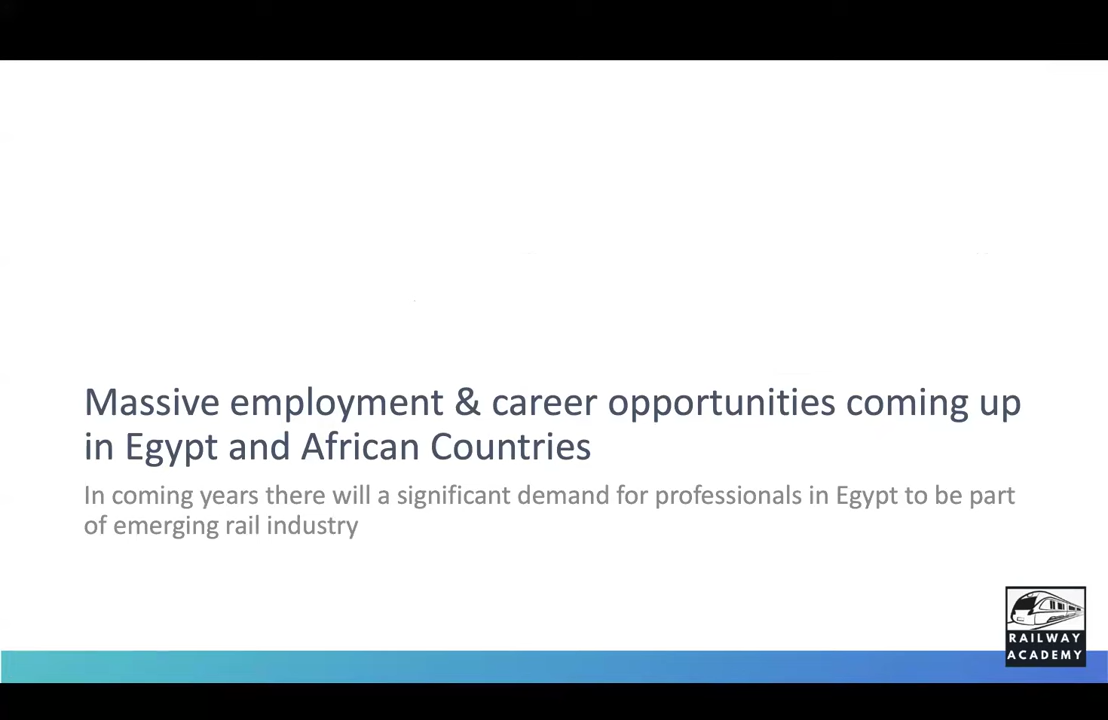 Massive employment & career opportunities coming up
in Egypt and African Countries
In coming years there will a significant demand for professionals in Egypt to be part
of emerging rail industry
RAILWAY
ACADEMY